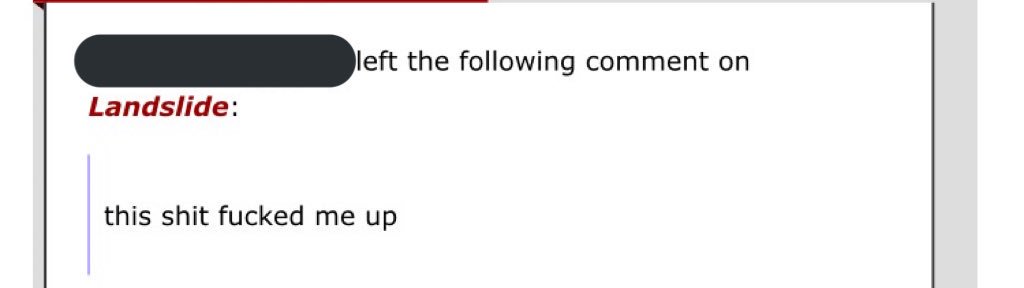 left the following comment on
Landslide:
this shit fucked me up